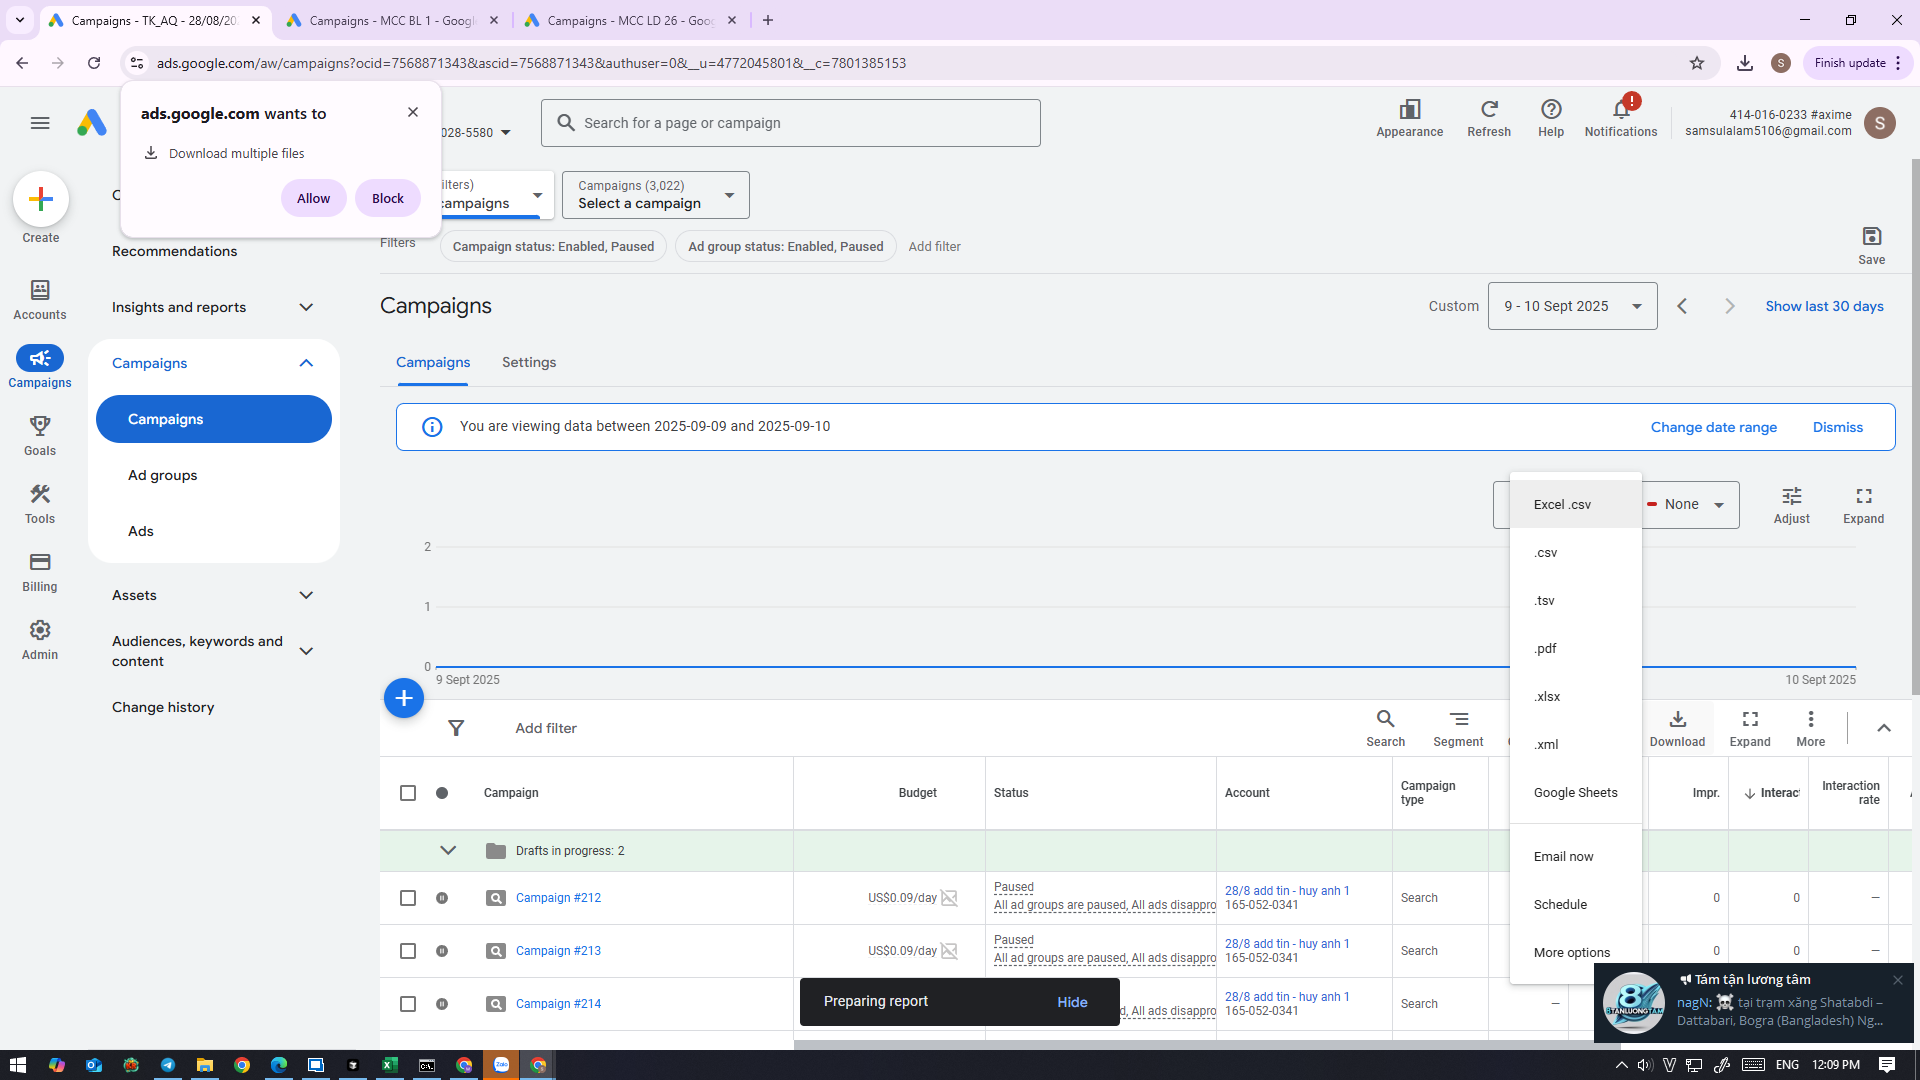 Campaigns - TK_AQ - 28/08/20
Campaigns - MCC BL 1 - Google
Campaigns - MCC LD 26 - Goog
ads.google.com/aw/campaigns?ocid=7568871343&ascid=7568871343&authuser=0&__u=4772045801&__c=7801385153
S
Finish update
ads.google.com wants to
Download multiple files
Allow
Block
028-5580
Search for a page or campaign
Appearance
Refresh
Help
Notifications
!
414-016-0233 #axime
samsulalam5106@gmail.com
S
Create
Accounts
Campaigns
Goals
Tools
Billing
Admin
Recommendations
Insights and reports
Campaigns
Campaigns
Ad groups
Ads
Assets
Audiences, keywords and
content
Change history
ilters)
campaigns
Campaigns (3,022)
Select a campaign
Filters
Campaign status: Enabled, Paused
Ad group status: Enabled, Paused
Add filter
Save
Campaigns
Custom
9 - 10 Sept 2025
Show last 30 days
Campaigns
Settings
You are viewing data between 2025-09-09 and 2025-09-10
Change date range
Dismiss
None
Adjust
Expand
2
1
0
9 Sept 2025
10 Sept 2025
Excel .csv
.csv
.tsv
.pdf
.xlsx
.xml
Google Sheets
Email now
Schedule
More options
Add filter
Search
Segment
Download
Expand
More
Campaign
Budget
Status
Account
Campaign
type
Impr.
Interact
Interaction
rate
Drafts in progress: 2
Campaign #212
US$0.09/day
Paused
All ad groups are paused, All ads disappro
28/8 add tin - huy anh 1
165-052-0341
Search
0
0
—
Campaign #213
US$0.09/day
Paused
All ad groups are paused, All ads disappro
28/8 add tin - huy anh 1
165-052-0341
Search
0
0
—
Campaign #214
d, All ads disappro
28/8 add tin - huy anh 1
165-052-0341
Search
—
Preparing report
Hide
Tám tận lương tâm
nagN: ☠️ tại trạm xăng Shatabdi –
Dattabari, Bogra (Bangladesh) Ng...
8
8TANLUONGTAM
Zalo
ENG
12:09 PM